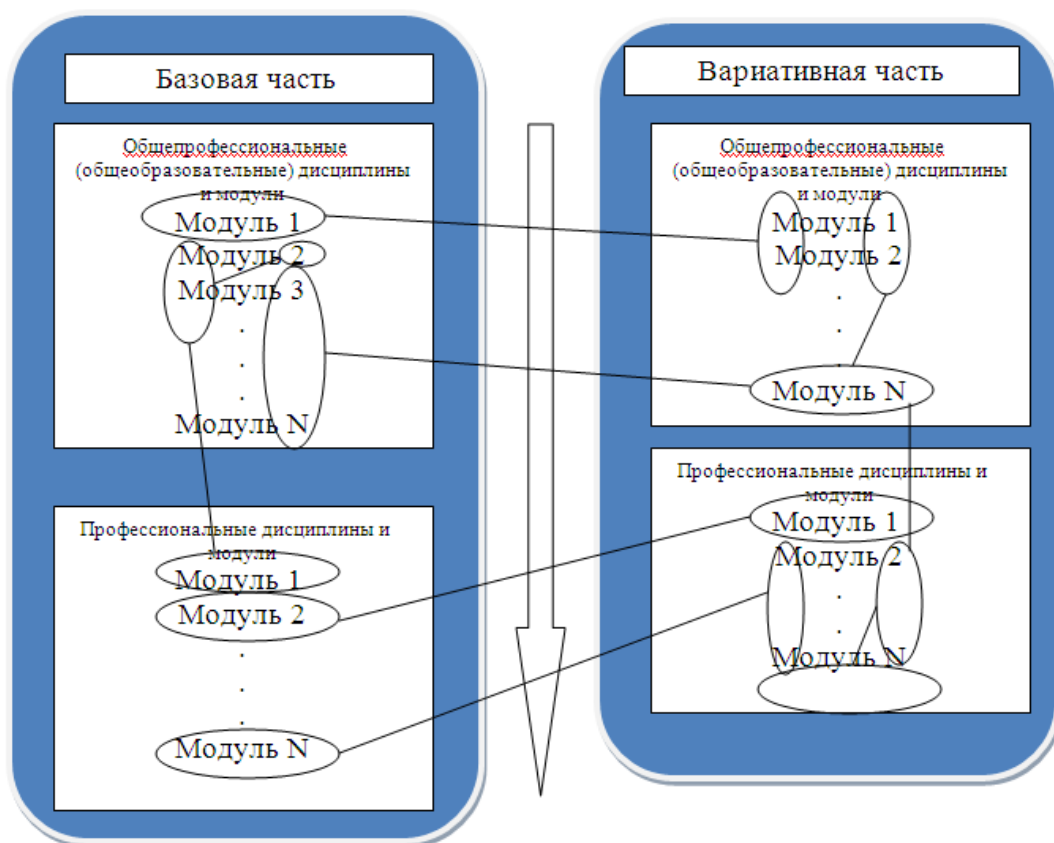 Базовая часть
Общепрофессиональные
(общеобразовательные) дисциплины
и модули
Модуль 1
Модуль 2
Модуль 3
.
.
.
Модуль N
Профессиональные дисциплины и
модули
Модуль 1
Модуль 2
.
.
.
Модуль N
Вариативная часть
Общепрофессиональные
(общеобразовательные) дисциплины
и модули
Модуль 1
Модуль 2
.
.
.
Модуль N
Профессиональные дисциплины и
модули
Модуль 1
Модуль 2
.
.
Модуль N